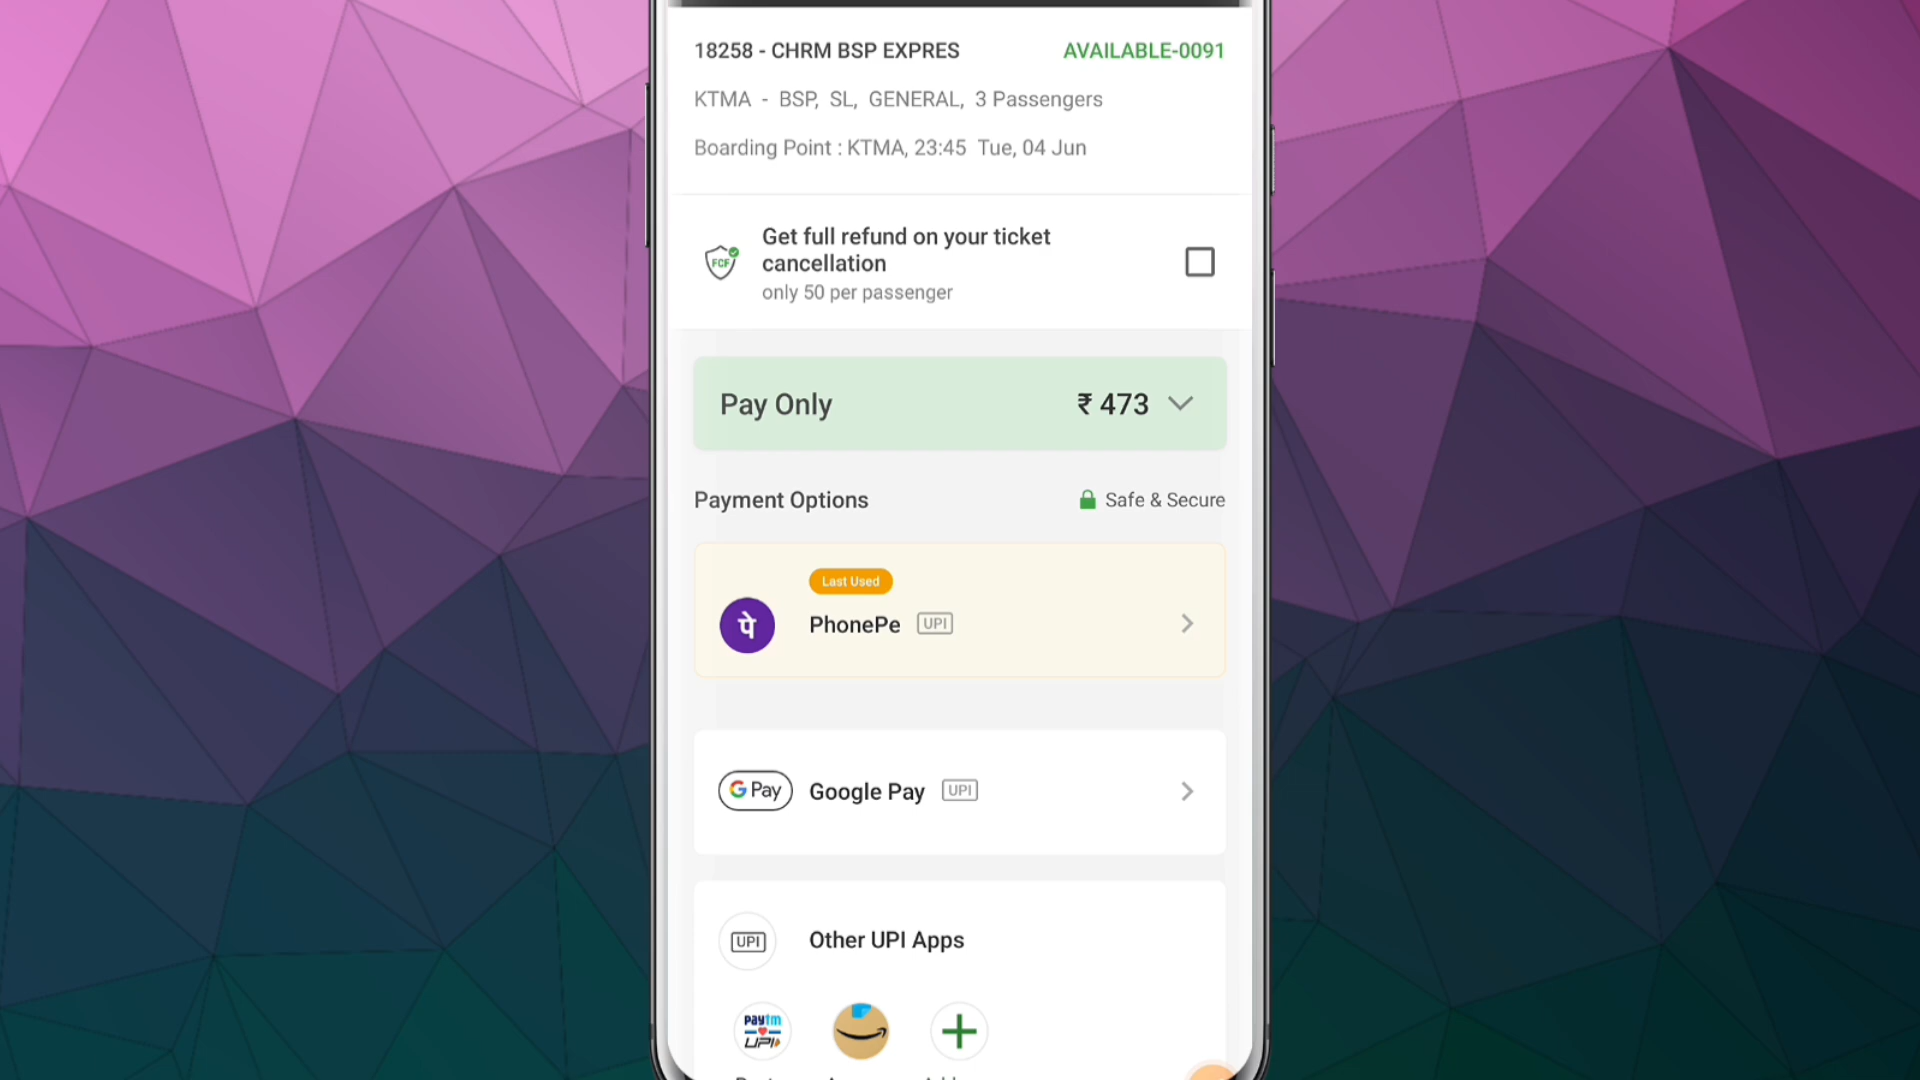 18258 - CHRM BSP EXPRES AVAILABLE-0091
KTMA - BSP, SL, GENERAL, 3 Passengers
Boarding Point : KTMA, 23:45 Tue, 04 Jun
FCF
Get full refund on your ticket
cancellation
only 50 per passenger
Pay Only ₹ 473
Payment Options Safe & Secure
Last Used
पे PhonePe UPI
G Pay Google Pay UPI
UPI Other UPI Apps
paytm
UPI